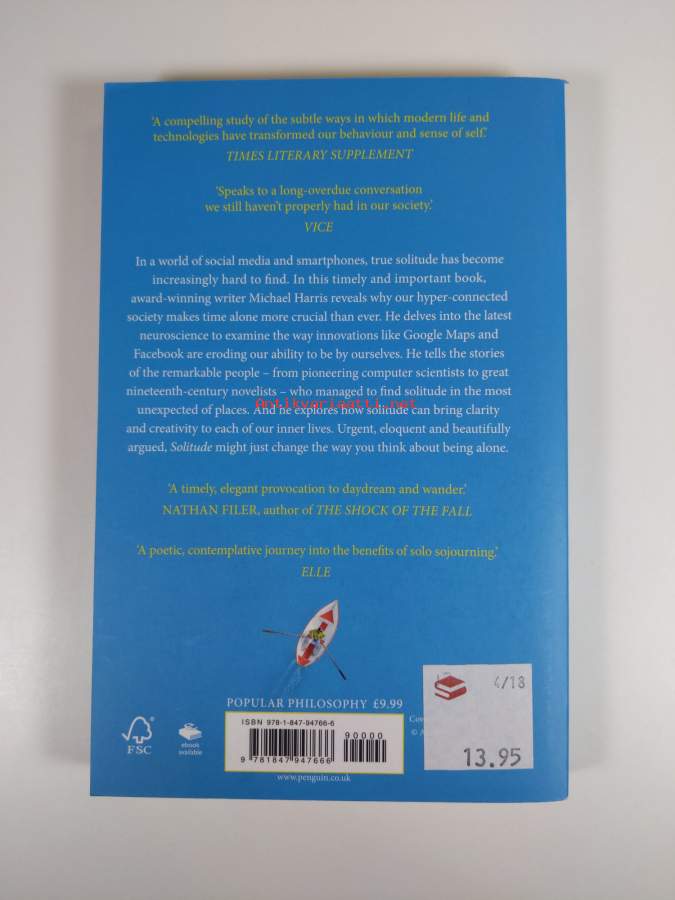 ‘A compelling study of the subtle ways in which modern life and
technologies have transformed our behaviour and sense of self.’
TIMES LITERARY SUPPLEMENT
‘Speaks to a long-overdue conversation
we still haven’t properly had in our society.’
VICE
In a world of social media and smartphones, true solitude has become
increasingly hard to find. In this timely and important book,
award-winning writer Michael Harris reveals why our hyper-connected
society makes time alone more crucial than ever. He delves into the latest
neuroscience to examine the way innovations like Google Maps and
Facebook are eroding our ability to be by ourselves. He tells the stories
of the remarkable people – from pioneering computer scientists to great
nineteenth-century novelists – who managed to find solitude in the most
unexpected of places. And he explores how solitude can bring clarity
Antikvariaatti.net
and creativity to each of our inner lives. Urgent, eloquent and beautifully
argued, Solitude might just change the way you think about being alone.
‘A timely, elegant provocation to daydream and wander.’
NATHAN FILER, author of THE SHOCK OF THE FALL
‘A poetic, contemplative journey into the benefits of solo sojourning.’
ELLE
POPULAR PHILOSOPHY £9.99
FSC
ebook
available
ISBN 978-1-847-94766-6
90000
9 781847 947666
www.penguin.co.uk
© A
4/18
13.95